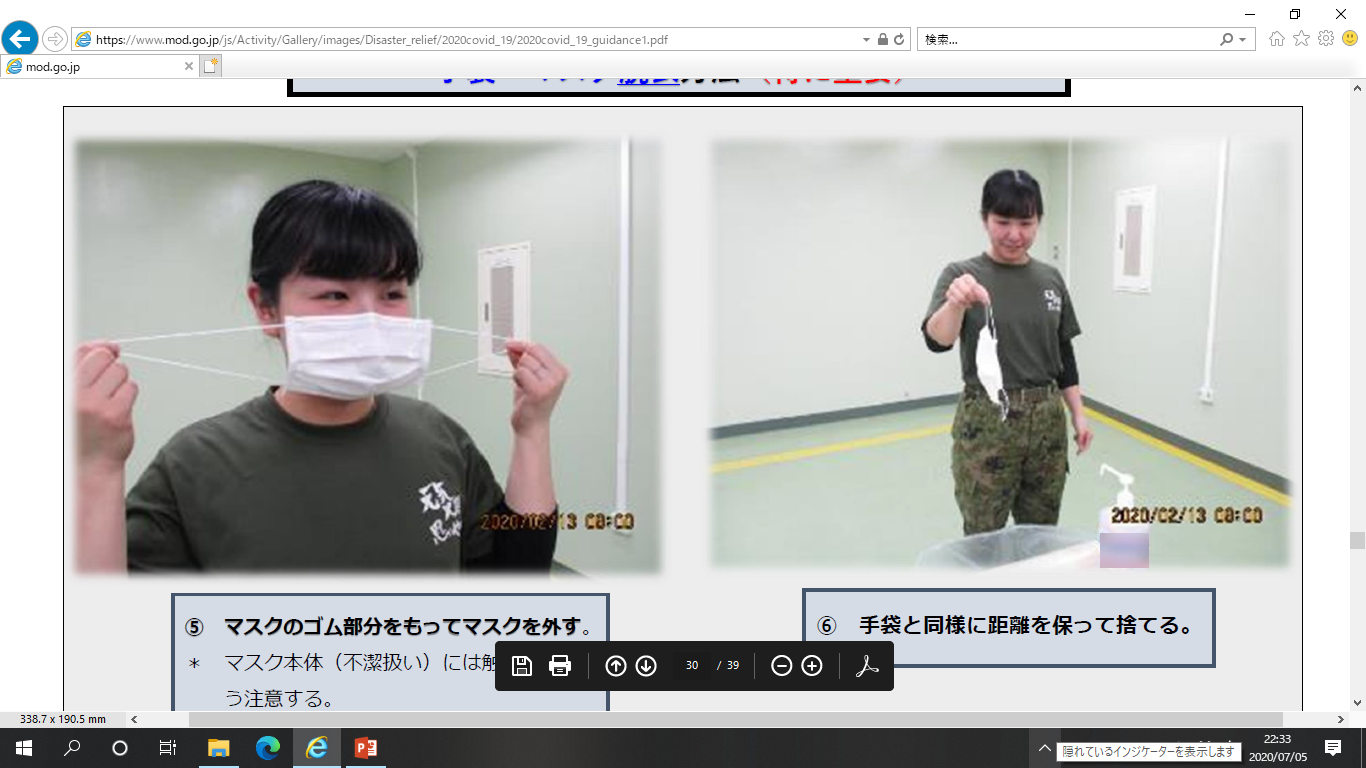 https://www.mod.go.jp/js/Activity/Gallery/images/Disaster_relief/2020covid_19/2020covid_19_guidance1.pdf
検索...
mod.go.jp
2020/02/13 08:00
2020/02/13 08:00
⑤ マスクのゴム部分をもってマスクを外す。
* マスク本体（不潔扱い）には触
う注意する。
⑥ 手袋と同様に距離を保って捨てる。
30 / 39
338.7 x 190.5 mm
隠れているインジケーターを表示します
22:33
2020/07/05